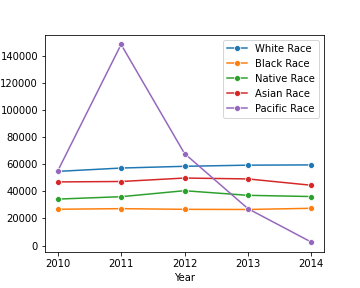 White Race
Black Race
Native Race
Asian Race
Pacific Race
140000
120000
100000
80000
60000
40000
20000
0
2010 2011 2012 2013 2014
Year